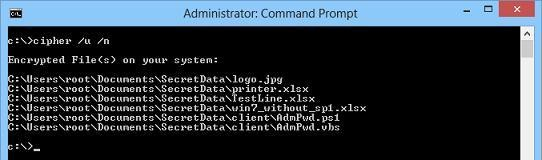 Administrator: Command Prompt
c:\>cipher /u /n
Encrypted File(s) on your system:
C:\Users\root\Documents\SecretData\logo.jpg
C:\Users\root\Documents\SecretData\printer.xlsx
C:\Users\root\Documents\SecretData\TestLine.xlsx
C:\Users\root\Documents\SecretData\win7_without_sp1.xlsx
C:\Users\root\Documents\SecretData\client\AdmPwd.ps1
C:\Users\root\Documents\SecretData\client\AdmPwd.vbs
c:\>_